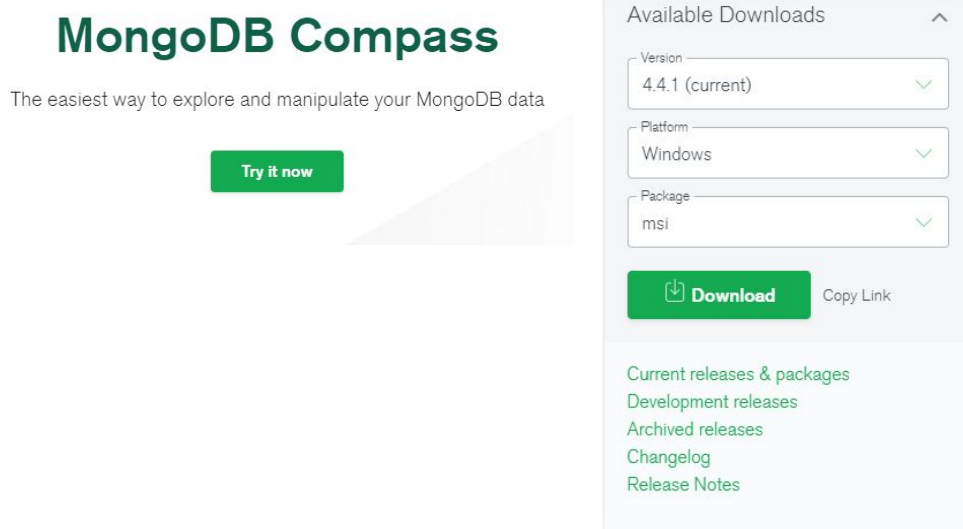 MongoDB Compass
The easiest way to explore and manipulate your MongoDB data
Try it now
Available Downloads
Version
4.4.1 (current)
Platform
Windows
Package
msi
Download
Copy Link
Current releases & packages
Development releases
Archived releases
Changelog
Release Notes